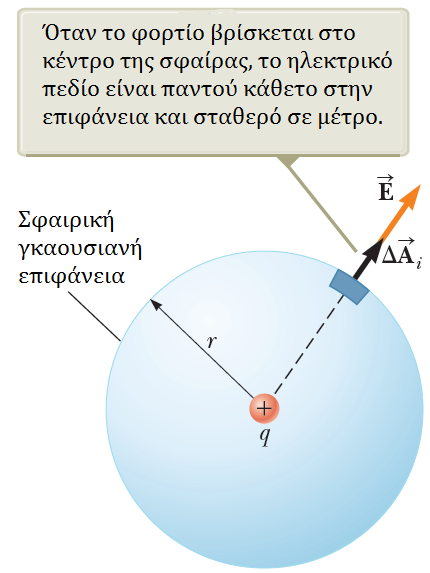 Όταν το φορτίο βρίσκεται στο
κέντρο της σφαίρας, το ηλεκτρικό
πεδίο είναι παντού κάθετο στην
επιφάνεια και σταθερό σε μέτρο.
E⃗
ΔA⃗ᵢ
Σφαιρική
γκαουσιανή
επιφάνεια
r
+
q